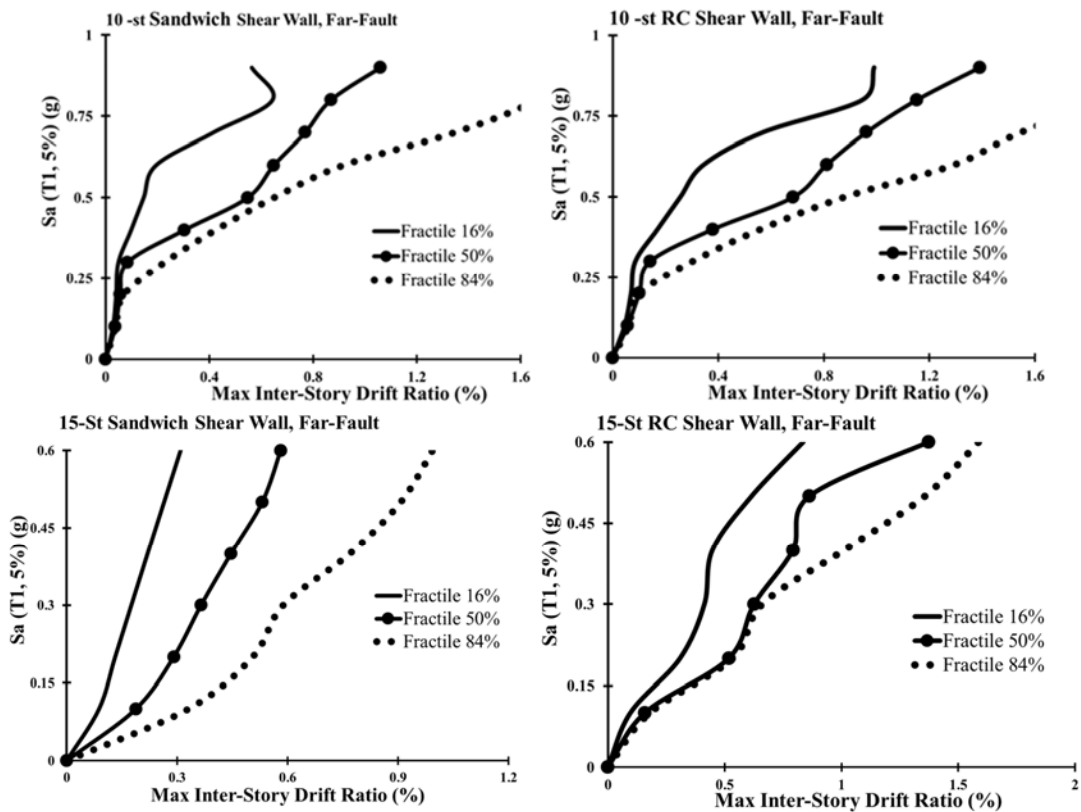 10 -st Sandwich Shear Wall, Far-Fault
1
0.75
0.5
0.25
0
Sa (T1, 5%) (g)
Fractile 16%
Fractile 50%
Fractile 84%
0 0.4 0.8 1.2 1.6
Max Inter-Story Drift Ratio (%)
10 -st RC Shear Wall, Far-Fault
1
0.75
0.5
0.25
0
Sa (T1, 5%) (g)
Fractile 16%
Fractile 50%
Fractile 84%
0 0.4 0.8 1.2 1.6
Max Inter-Story Drift Ratio (%)
15-St Sandwich Shear Wall, Far-Fault
0.6
0.45
0.3
0.15
0
Sa (T1, 5%) (g)
Fractile 16%
Fractile 50%
Fractile 84%
0 0.3 0.6 0.9 1.2
Max Inter-Story Drift Ratio (%)
15-St RC Shear Wall, Far-Fault
0.6
0.45
0.3
0.15
0
Sa (T1, 5%) (g)
Fractile 16%
Fractile 50%
Fractile 84%
0 0.5 1 1.5 2
Max Inter-Story Drift Ratio (%)